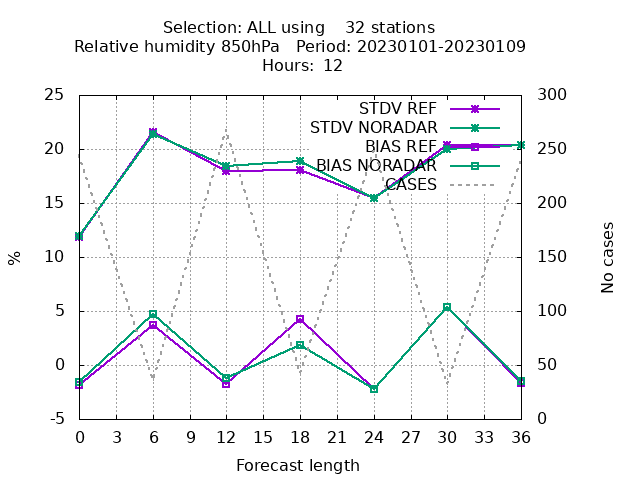 Selection: ALL using    32 stations
Relative humidity 850hPa   Period: 20230101-20230109
Hours: 12
STDV REF
STDV NORADAR
BIAS REF
BIAS NORADAR
CASES
25
20
15
10
5
0
-5
%
300
250
200
150
100
50
0
No cases
0 3 6 9 12 15 18 21 24 27 30 33 36
Forecast length